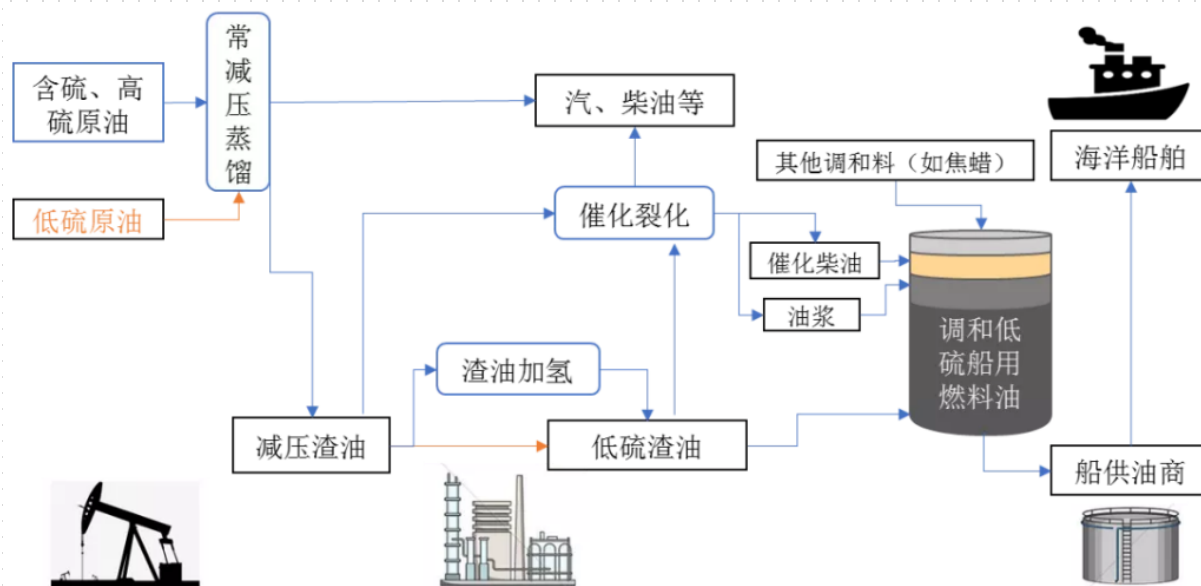 常
减
压
蒸
馏
含硫、高
硫原油
汽、柴油等
其他调和料（如焦蜡）
海洋船舶
低硫原油
催化裂化
催化柴油
油浆
调和低
硫船用
燃料油
渣油加氢
减压渣油
低硫渣油
船供油商